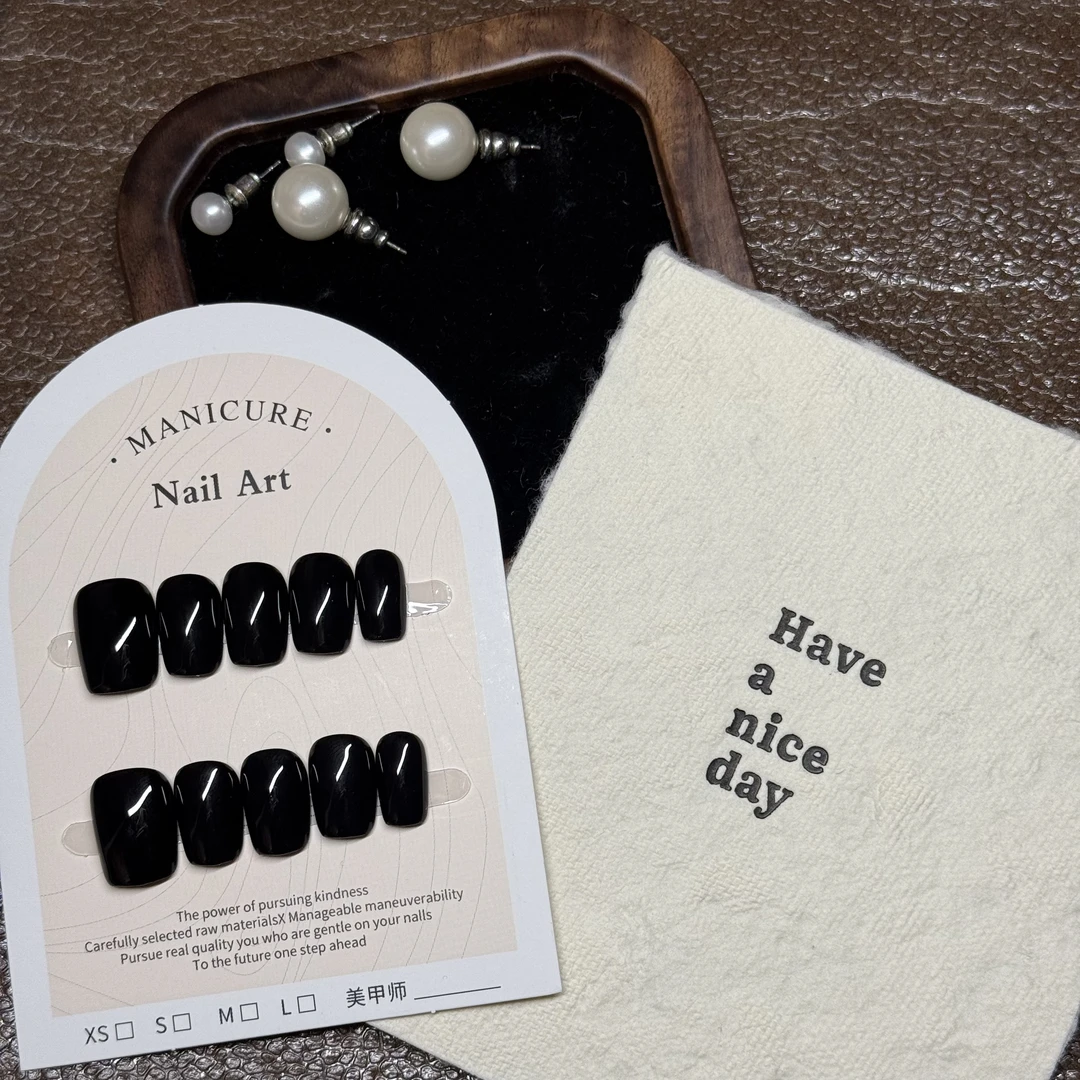 · MANICURE ·
Nail Art
The power of pursuing kindness
Carefully selected raw materialsX Manageable maneuverability
Pursue real quality you who are gentle on your nails
To the future one step ahead
XS□ S□ M□ L□ 美甲师
Have
a
nice
day